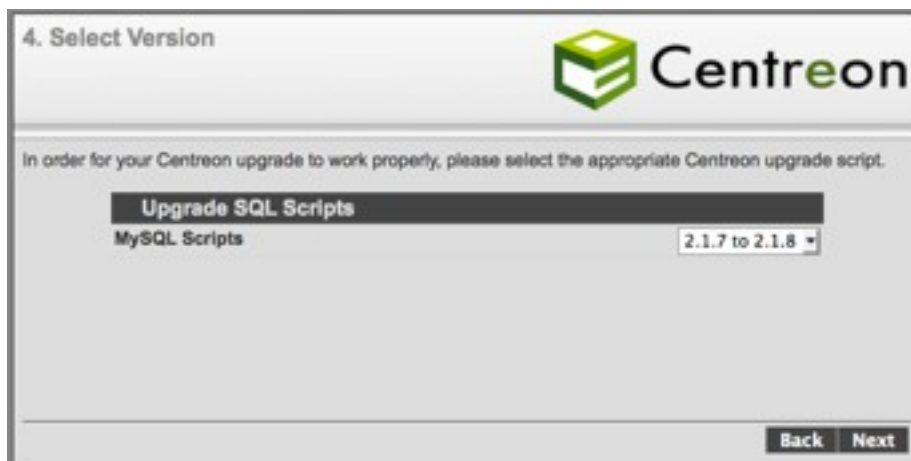 4. Select Version
Centreon
In order for your Centreon upgrade to work properly, please select the appropriate Centreon upgrade script.
Upgrade SQL Scripts
MySQL Scripts
2.1.7 to 2.1.8
Back Next